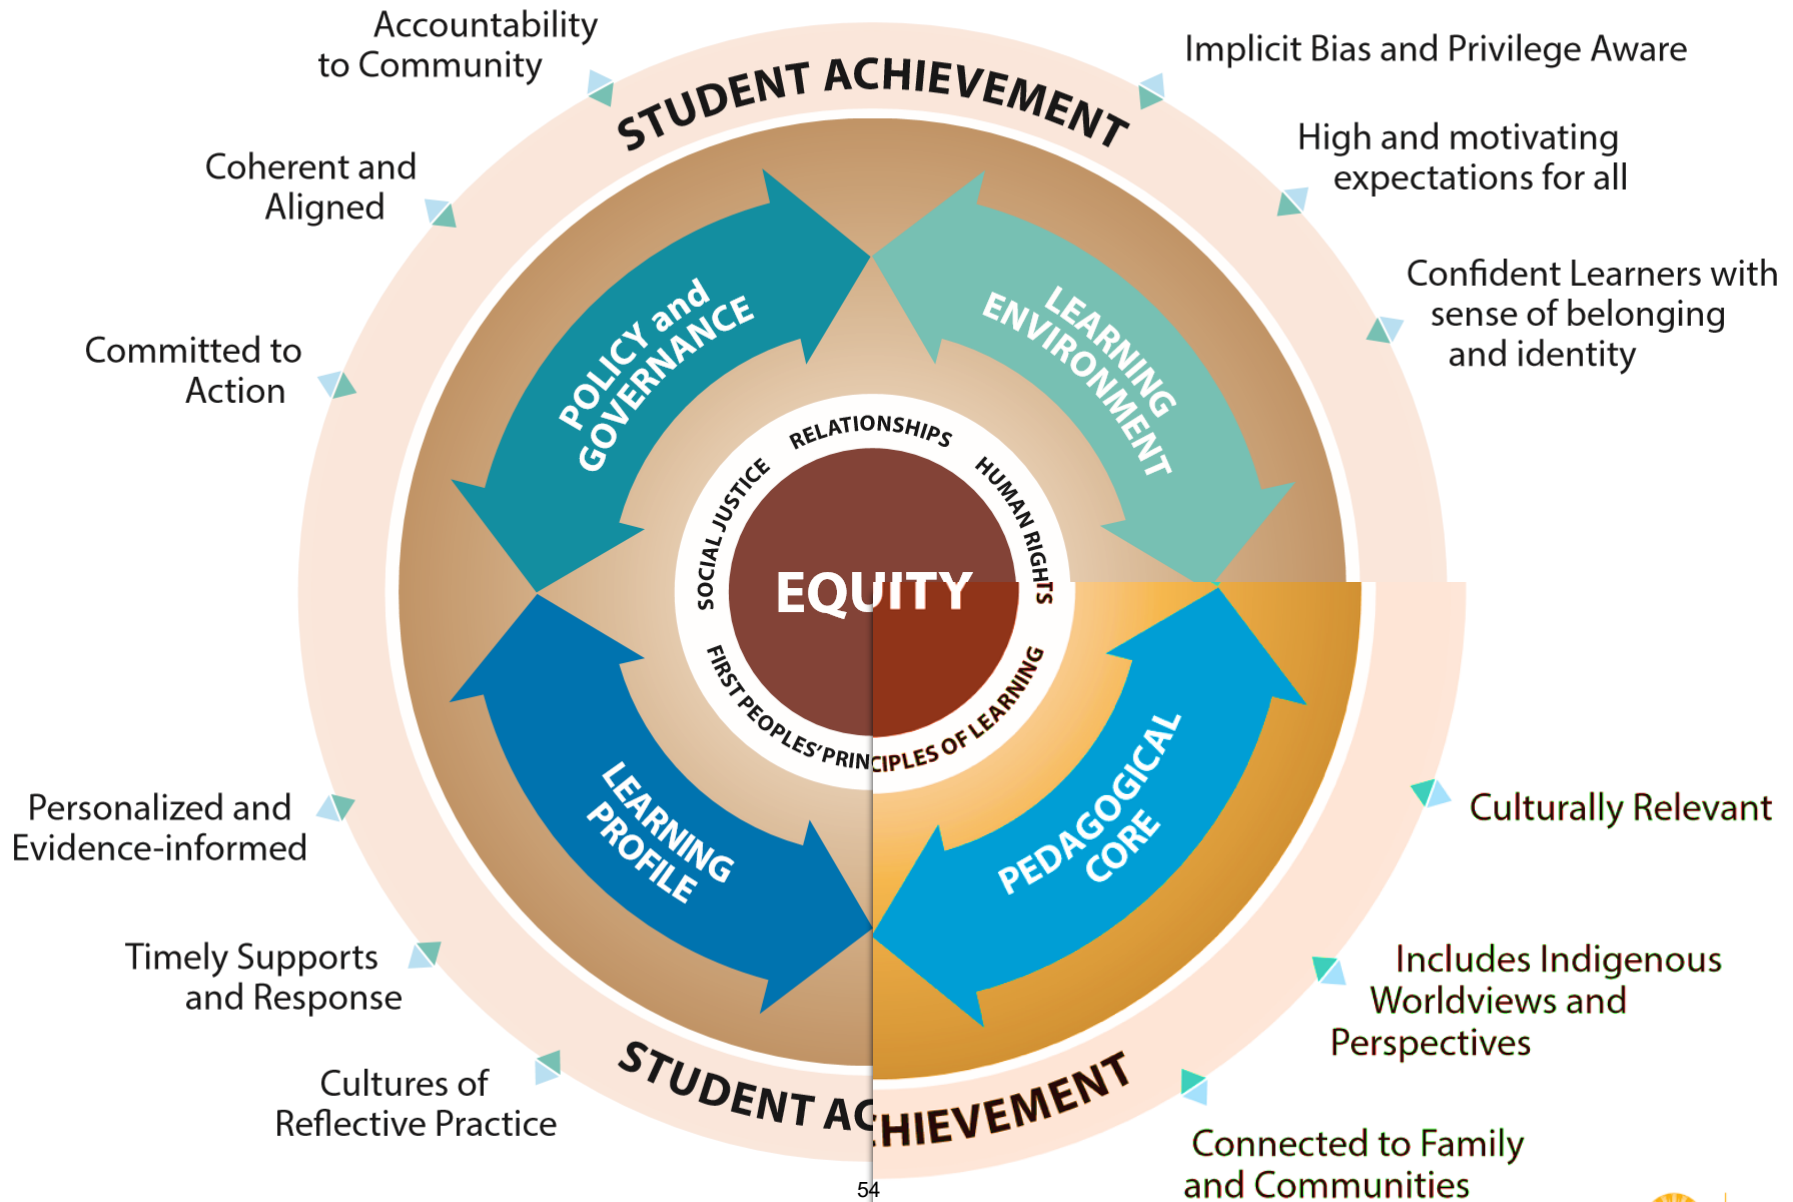 Accountability
to Community
Implicit Bias and Privilege Aware
STUDENT ACHIEVEMENT
High and motivating
expectations for all
Coherent and
Aligned
Confident Learners with
sense of belonging
and identity
Committed to
Action
POLICY and
GOVERNANCE
LEARNING
ENVIRONMENT
RELATIONSHIPS
SOCIAL JUSTICE
HUMAN RIGHTS
EQUITY
FIRST PEOPLES' PRINCIPLES OF LEARNING
LEARNING
PROFILE
PEDAGOGICAL
CORE
Personalized and
Evidence-informed
Culturally Relevant
Timely Supports
and Response
Includes Indigenous
Worldviews and
Perspectives
Cultures of
Reflective Practice
STUDENT ACHIEVEMENT
Connected to Family
and Communities
54